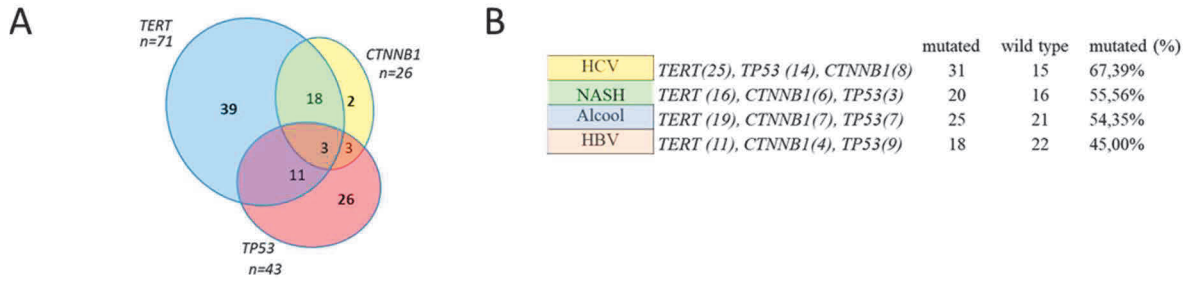 A
TERT
n=71
CTNNB1
n=26
39
18
2
3
3
11
26
TP53
n=43
B
mutated wild type mutated (%)
HCV TERT(25), TP53 (14), CTNNB1(8) 31 15 67,39%
NASH TERT (16), CTNNB1(6), TP53(3) 20 16 55,56%
Alcool TERT (19), CTNNB1(7), TP53(7) 25 21 54,35%
HBV TERT (11), CTNNB1(4), TP53(9) 18 22 45,00%